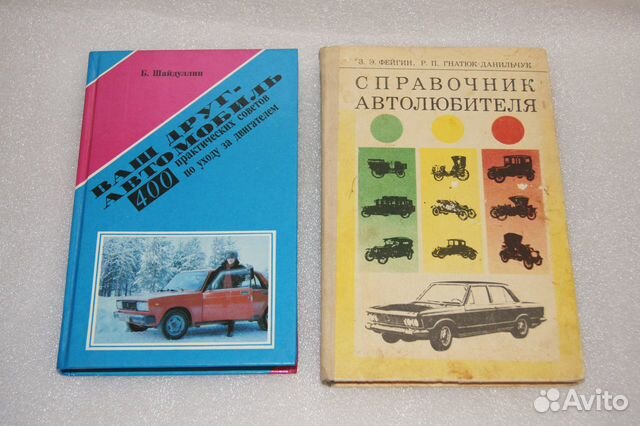 Б. Шайдуллин
ВАШ ДРУГ-
АВТОМОБИЛЬ
400
практических советов
по уходу за двигателем
З. Э. ФЕЙГИН, Р. П. ГНАТЮК-ДАНИЛЬЧУК
СПРАВОЧНИК
АВТОЛЮБИТЕЛЯ
Avito